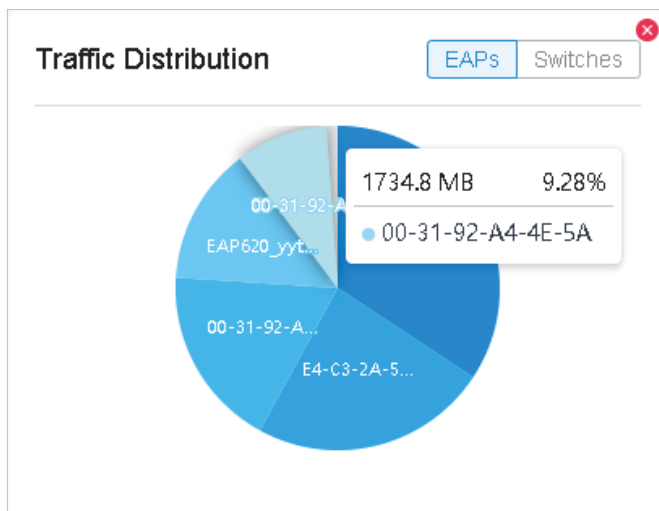 Traffic Distribution
EAPs
Switches
1734.8 MB 9.28%
00-31-92-A4-4E-5A
00-31-92-A
EAP620_yyt...
00-31-92-A...
E4-C3-2A-5...